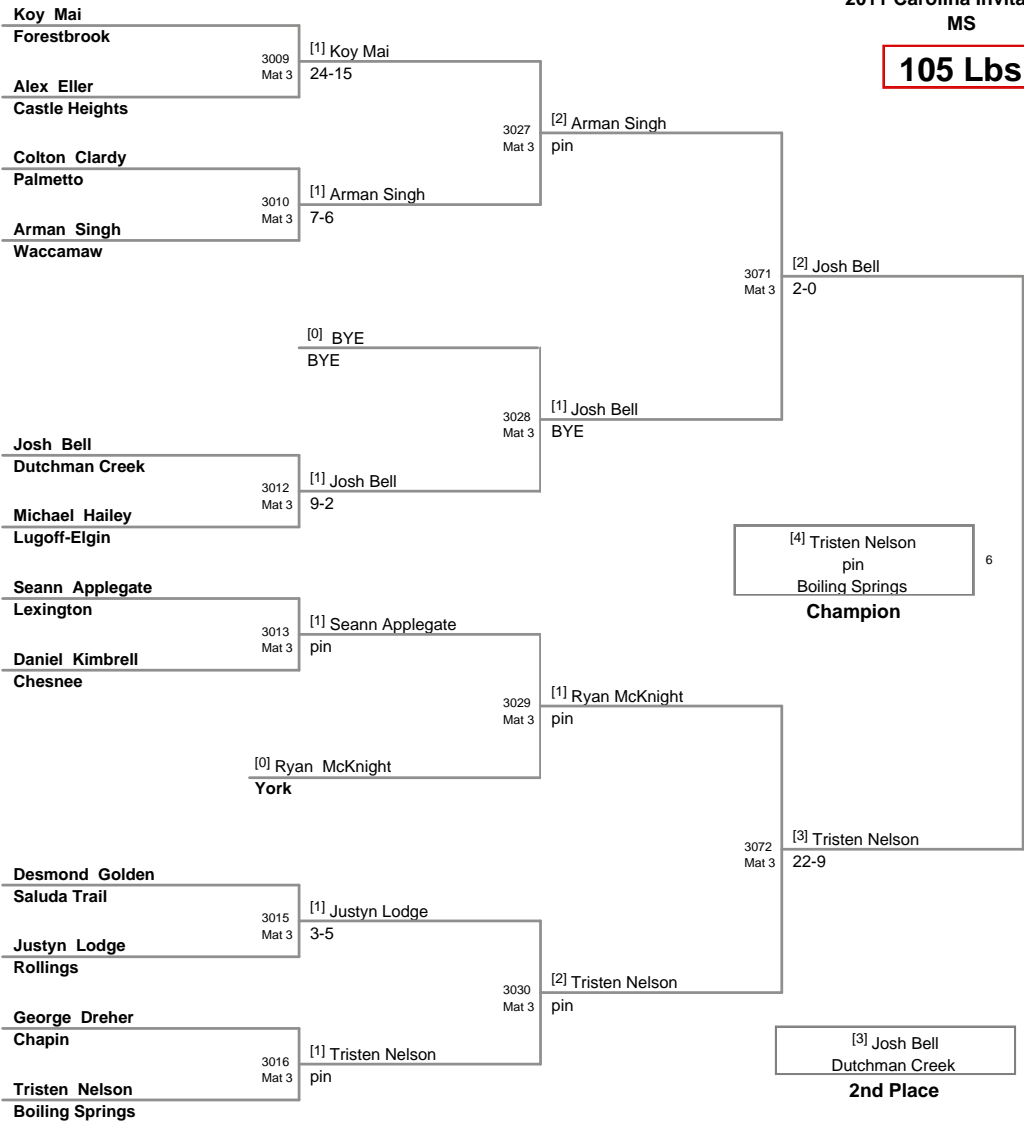 2011 Carolina Invita
MS
105 Lbs
Koy Mai
Forestbrook
3009
Mat 3
[1] Koy Mai
24-15
Alex Eller
Castle Heights
3027
Mat 3
[2] Arman Singh
pin
Colton Clardy
Palmetto
3010
Mat 3
[1] Arman Singh
7-6
Arman Singh
Waccamaw
3071
Mat 3
[2] Josh Bell
2-0
[0] BYE
BYE
3028
Mat 3
[1] Josh Bell
BYE
Josh Bell
Dutchman Creek
3012
Mat 3
[1] Josh Bell
9-2
Michael Hailey
Lugoff-Elgin
[4] Tristen Nelson
pin
Boiling Springs
6
Champion
Seann Applegate
Lexington
3013
Mat 3
[1] Seann Applegate
pin
Daniel Kimbrell
Chesnee
3029
Mat 3
[1] Ryan McKnight
pin
[0] Ryan McKnight
York
3072
Mat 3
[3] Tristen Nelson
22-9
Desmond Golden
Saluda Trail
3015
Mat 3
[1] Justyn Lodge
3-5
Justyn Lodge
Rollings
3030
Mat 3
[2] Tristen Nelson
pin
George Dreher
Chapin
3016
Mat 3
[1] Tristen Nelson
pin
Tristen Nelson
Boiling Springs
[3] Josh Bell
Dutchman Creek
2nd Place